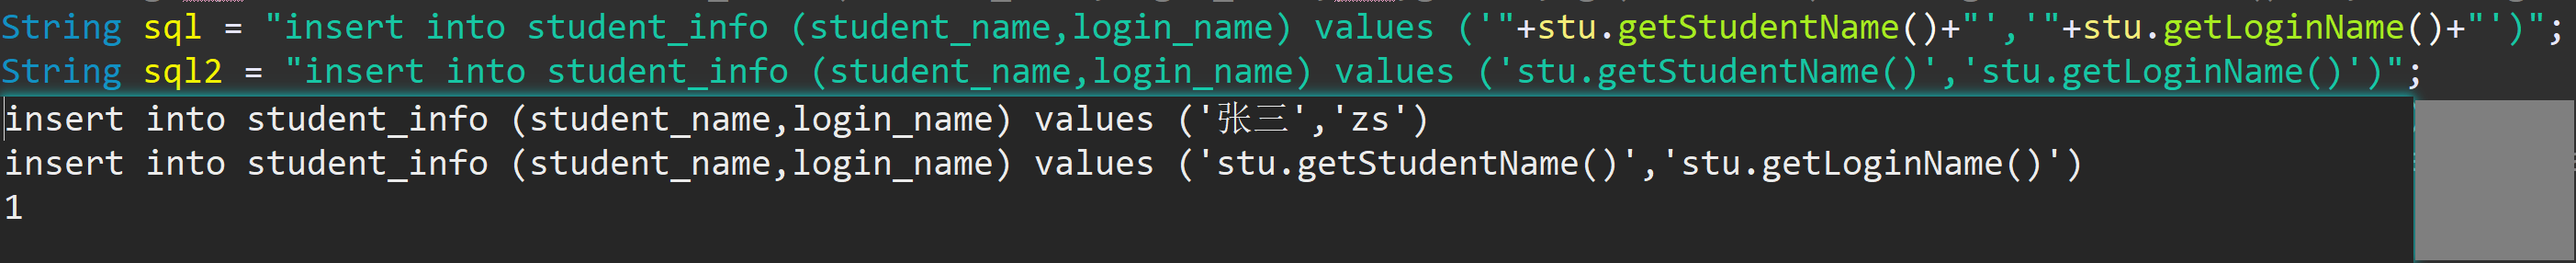 String sql = "insert into student_info (student_name,login_name) values ('"+stu.getStudentName()+"','"+stu.getLoginName()+"')";
String sql2 = "insert into student_info (student_name,login_name) values ('stu.getStudentName()','stu.getLoginName()')";
insert into student_info (student_name,login_name) values ('张三','zs')
insert into student_info (student_name,login_name) values ('stu.getStudentName()','stu.getLoginName()')
1